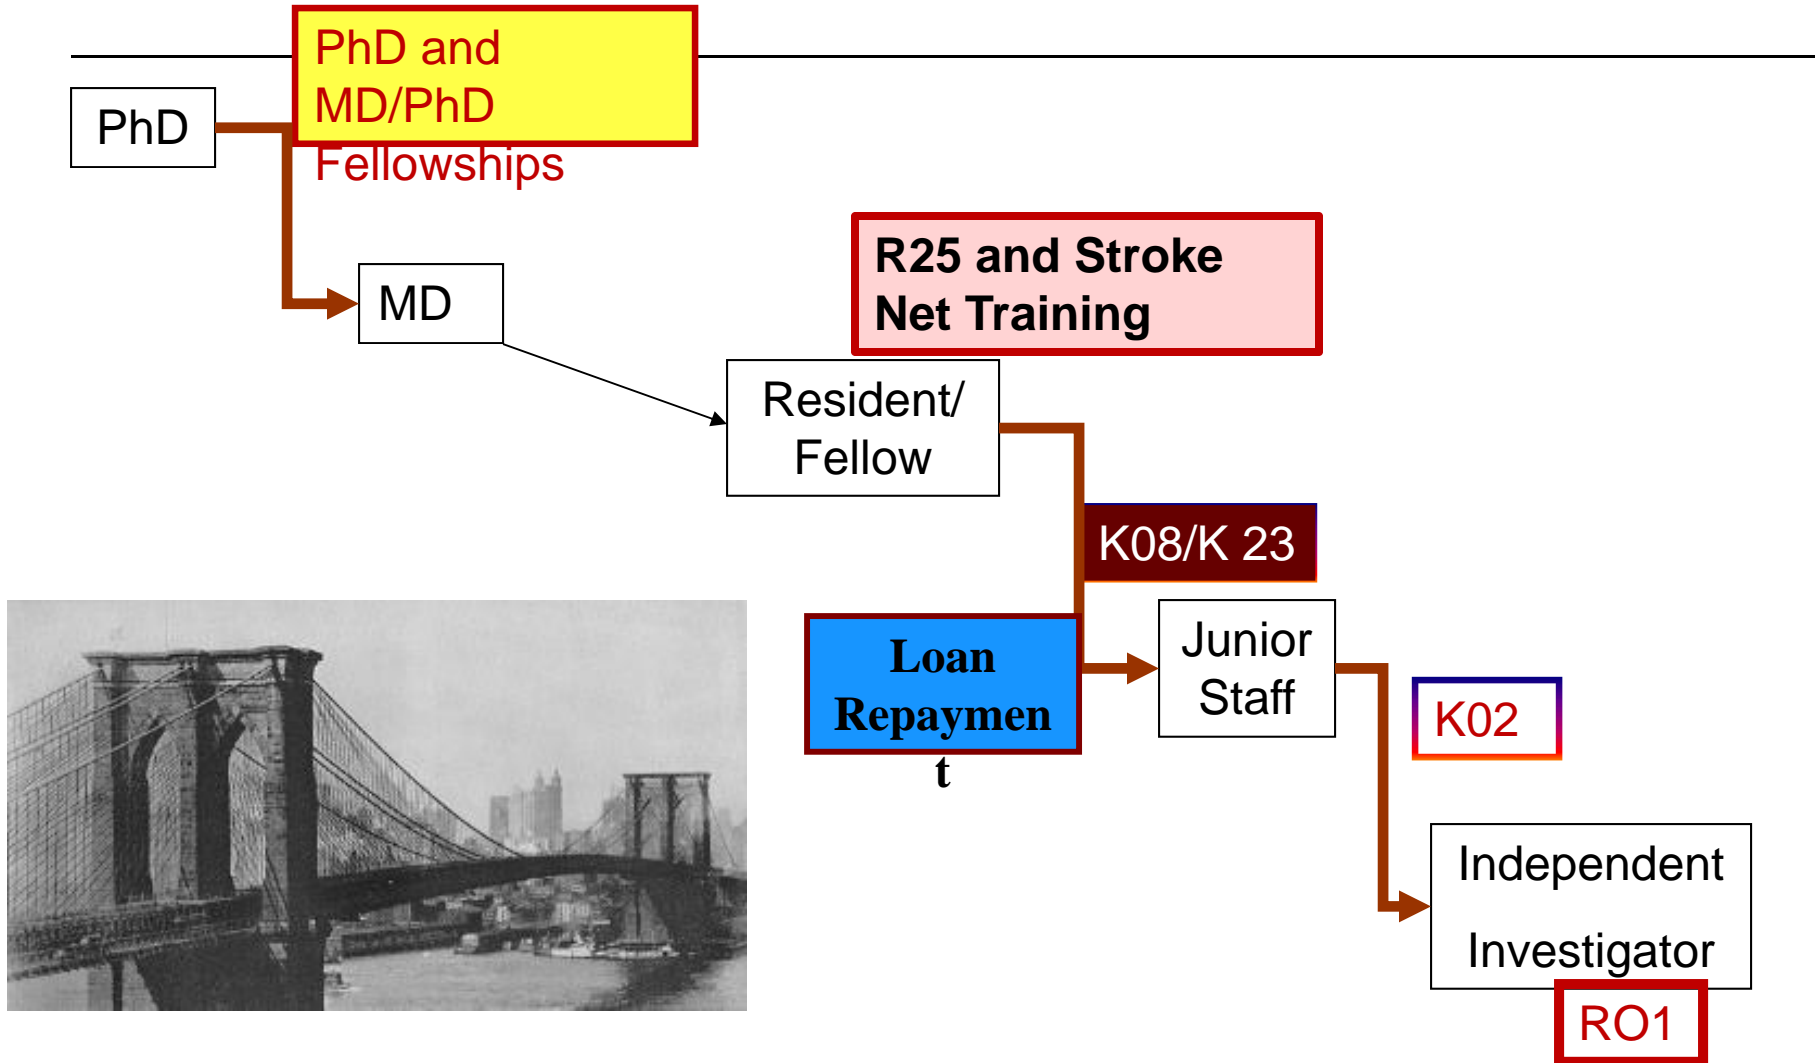 PhD and
MD/PhD
Fellowships
PhD
MD
R25 and Stroke
Net Training
Resident/
Fellow
K08/K 23
Loan
Repaymen
t
Junior
Staff
K02
Independent
Investigator
RO1